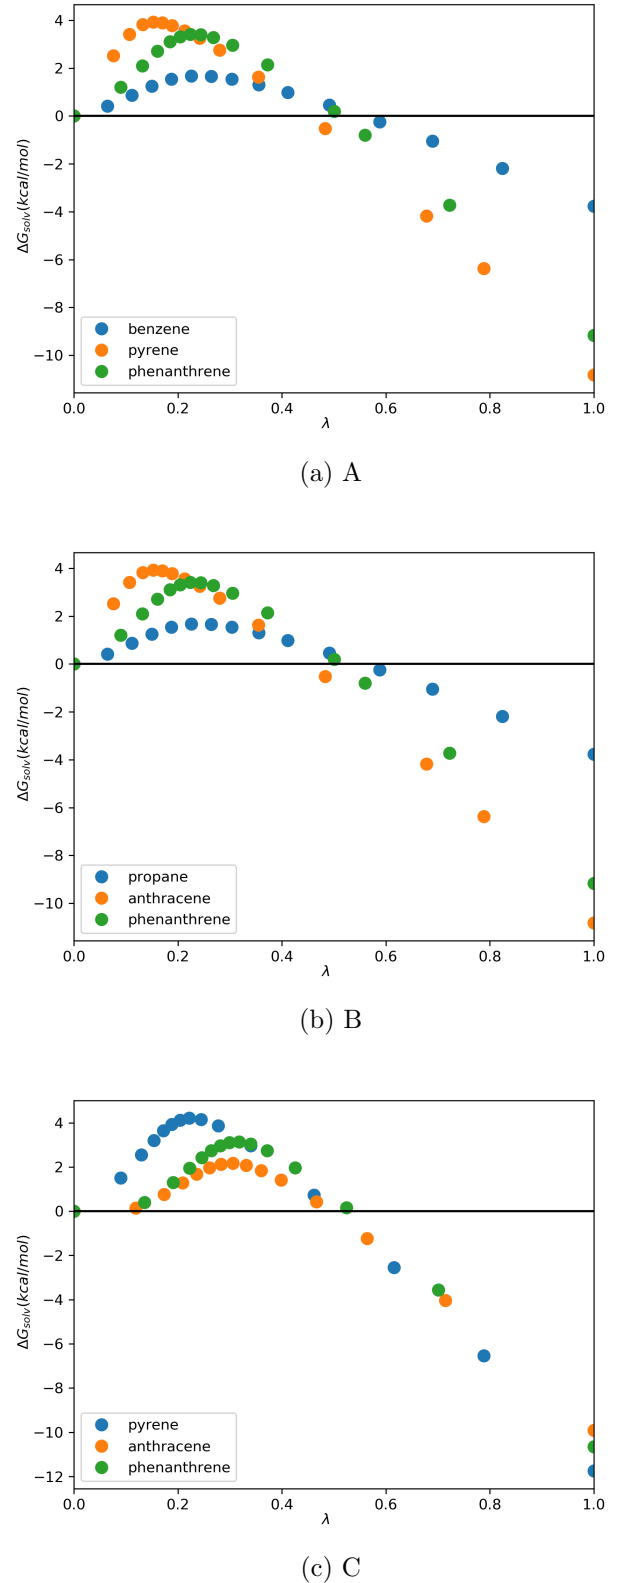 4
2
0
−2
−4
−6
−8
−10
ΔG_solv(kcal/mol)
benzene
pyrene
phenanthrene
0.0 0.2 0.4 0.6 0.8 1.0
λ
(a) A
4
2
0
−2
−4
−6
−8
−10
ΔG_solv(kcal/mol)
propane
anthracene
phenanthrene
0.0 0.2 0.4 0.6 0.8 1.0
λ
(b) B
4
2
0
−2
−4
−6
−8
−10
−12
ΔG_solv(kcal/mol)
pyrene
anthracene
phenanthrene
0.0 0.2 0.4 0.6 0.8 1.0
λ
(c) C